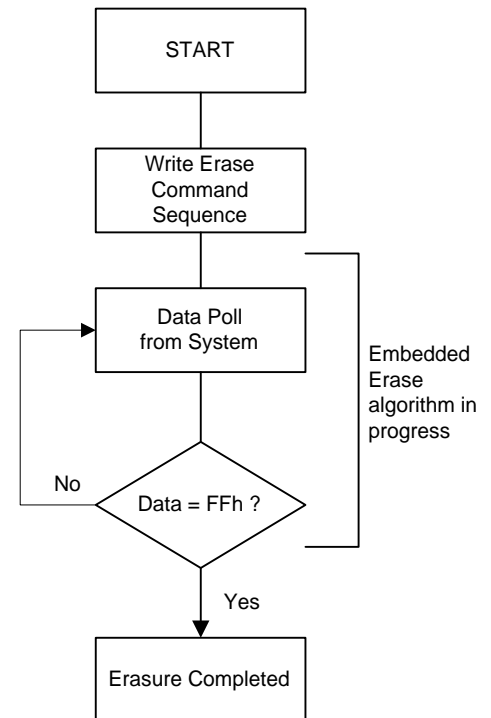 START
Write Erase
Command
Sequence
Data Poll
from System
Embedded
Erase
algorithm in
progress
No
Data = FFh ?
Yes
Erasure Completed